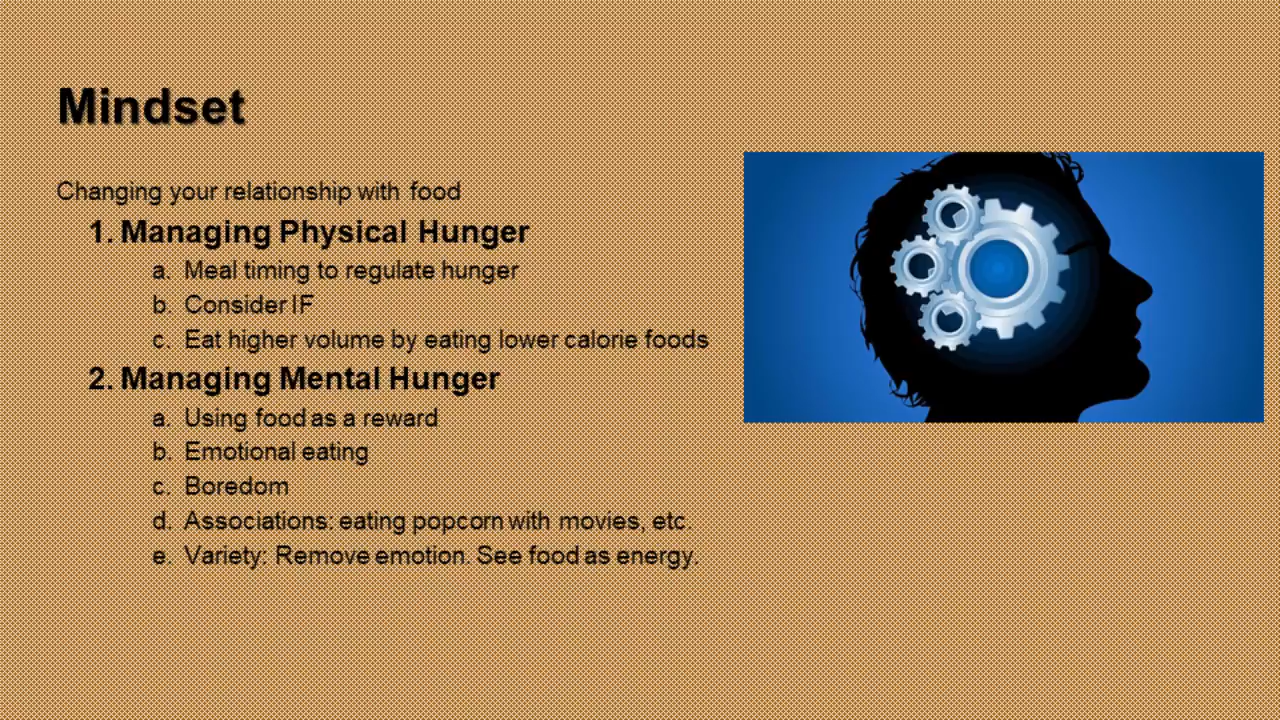 Mindset
Changing your relationship with food
1. Managing Physical Hunger
a. Meal timing to regulate hunger
b. Consider IF
c. Eat higher volume by eating lower calorie foods
2. Managing Mental Hunger
a. Using food as a reward
b. Emotional eating
c. Boredom
d. Associations: eating popcorn with movies, etc.
e. Variety: Remove emotion. See food as energy.